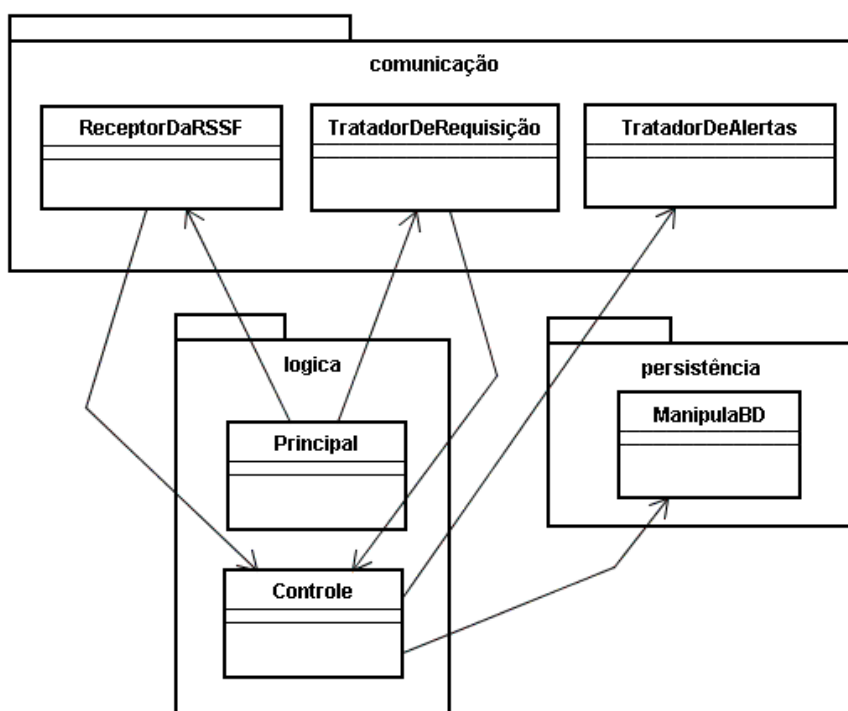 comunicação
ReceptorDaRSSF
TratadorDeRequisição
TratadorDeAlertas
logica
persistência
Principal
ManipulaBD
Controle